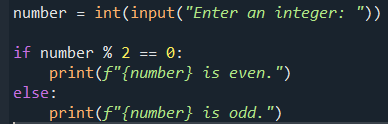 number = int(input("Enter an integer: "))
if number % 2 == 0:
    print(f"{number} is even.")
else:
    print(f"{number} is odd.")